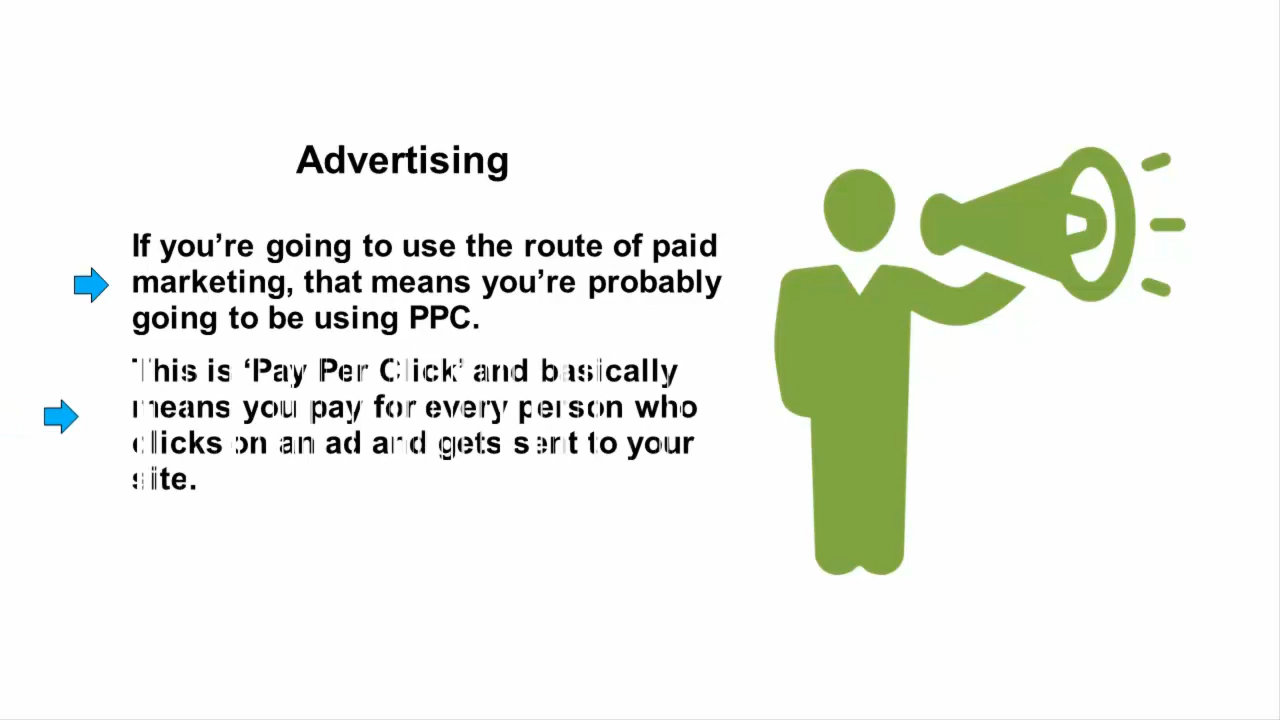 Advertising
If you’re going to use the route of paid
marketing, that means you’re probably
going to be using PPC.
This is ‘Pay Per Click’ and basically
means you pay for every person who
clicks on an ad and gets sent to your
site.